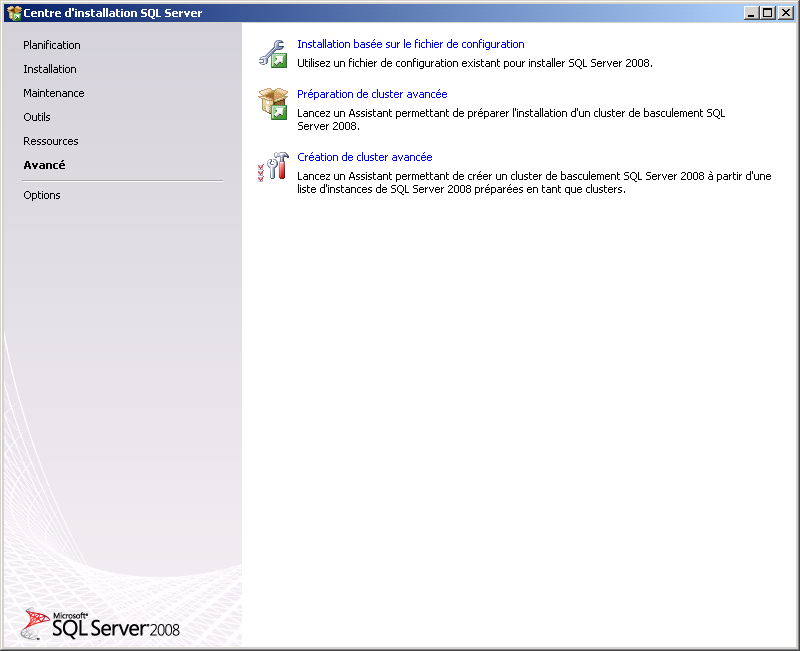 Centre d'installation SQL Server
Planification
Installation
Maintenance
Outils
Ressources
Avancé
Options
Installation basée sur le fichier de configuration
Utilisez un fichier de configuration existant pour installer SQL Server 2008.
Préparation de cluster avancée
Lancez un Assistant permettant de préparer l'installation d'un cluster de basculement SQL
Server 2008.
Création de cluster avancée
Lancez un Assistant permettant de créer un cluster de basculement SQL Server 2008 à partir d'une
liste d'instances de SQL Server 2008 préparées en tant que clusters.
Microsoft®
SQL Server 2008